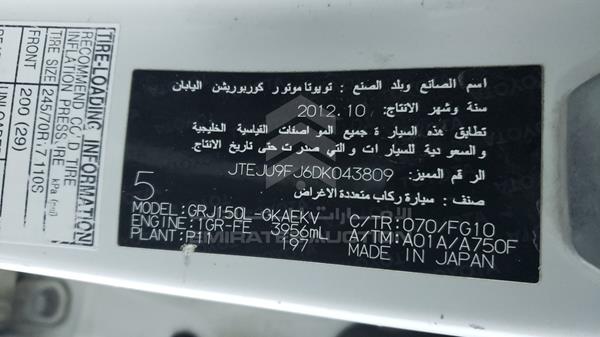 TIRE-LOADING INFORMATION
RECOMMEND COLD TIRE
INFLATION PRESSURE kPa
TIRE SIZE 245/70R17 110S
FRONT 200 (29)
اسم الصانع وبلد الصنع : تويوتا موتور كوربوريشن اليابان
سنة وشهر الانتاج: 2012.10
تطابق هذه السيارة جميع المواصفات القياسية الخليجية
والسعودية للسيارات والتي صدرت حتى تاريخ الانتاج.
الرقم المميز: JTEJU9FJ6DK043809
صنف : سيارة ركاب متعددة الاغراض
5
MODEL:GRJ150L-GKAEKV C/TR:070/FG10
ENGINE:1GR-FE 3956mL A/TM:A01A/A750F
PLANT:P11 197 MADE IN JAPAN